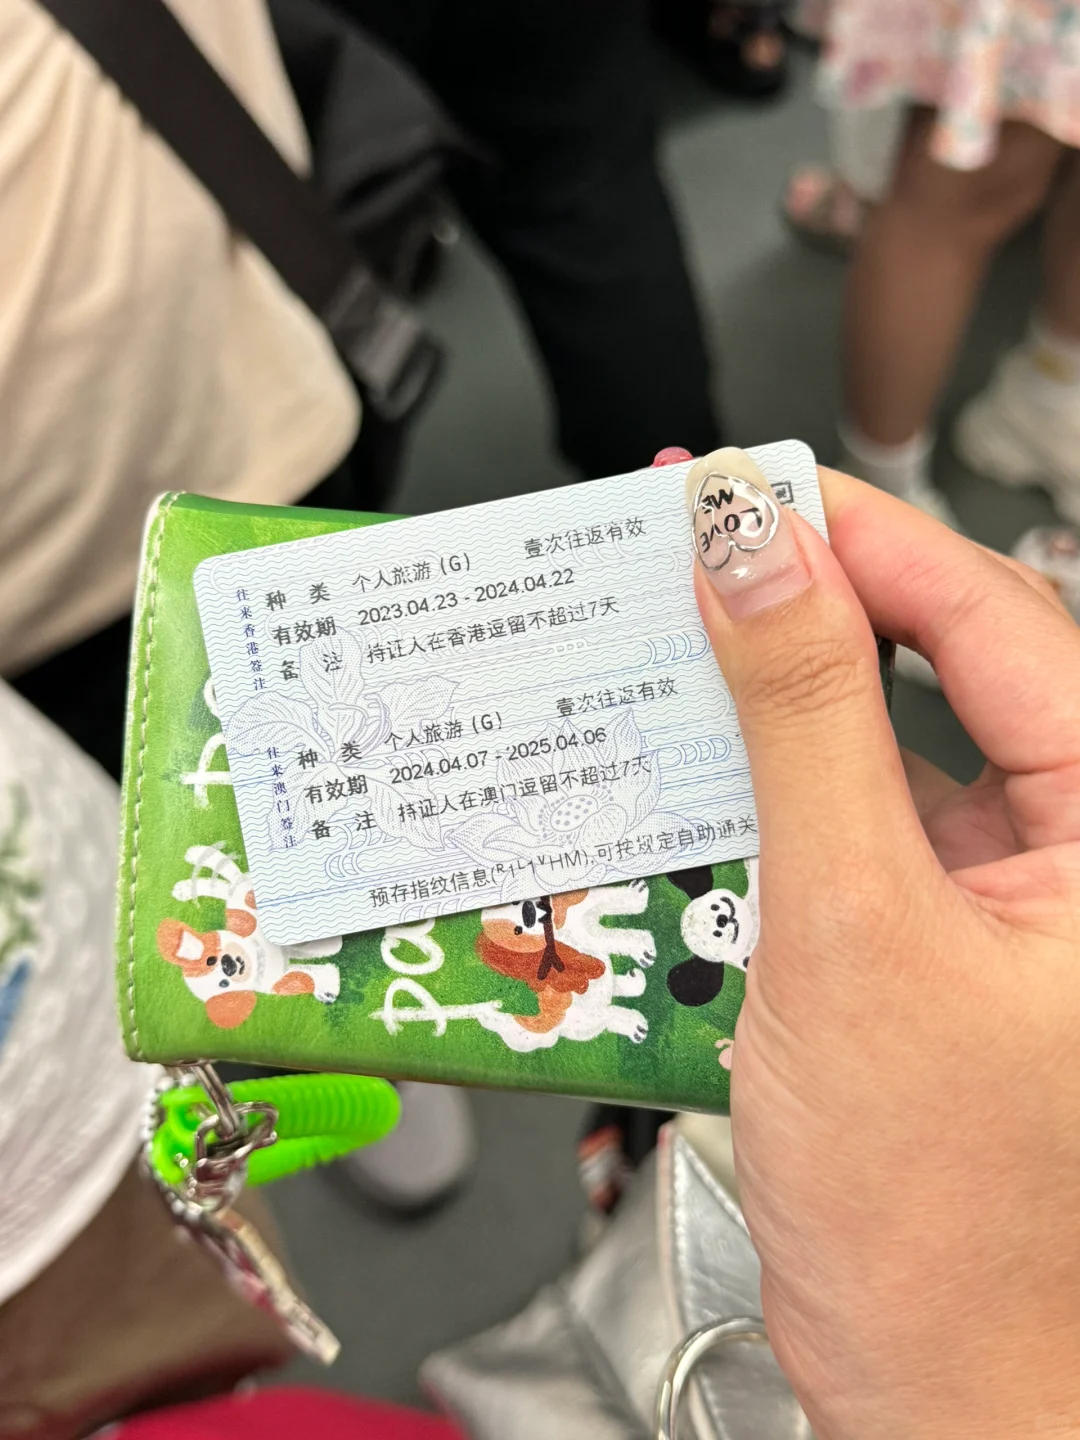 LOVE
ME
往来香港签注
种 类 个人旅游 (G) 壹次往返有效
有效期 2023.04.23 - 2024.04.22
备 注 持证人在香港逗留不超过7天
往来澳门签注
种 类 个人旅游 (G) 壹次往返有效
有效期 2024.04.07 - 2025.04.06
备 注 持证人在澳门逗留不超过7天
预存指纹信息(R1L1VHM),可按规定自助通关